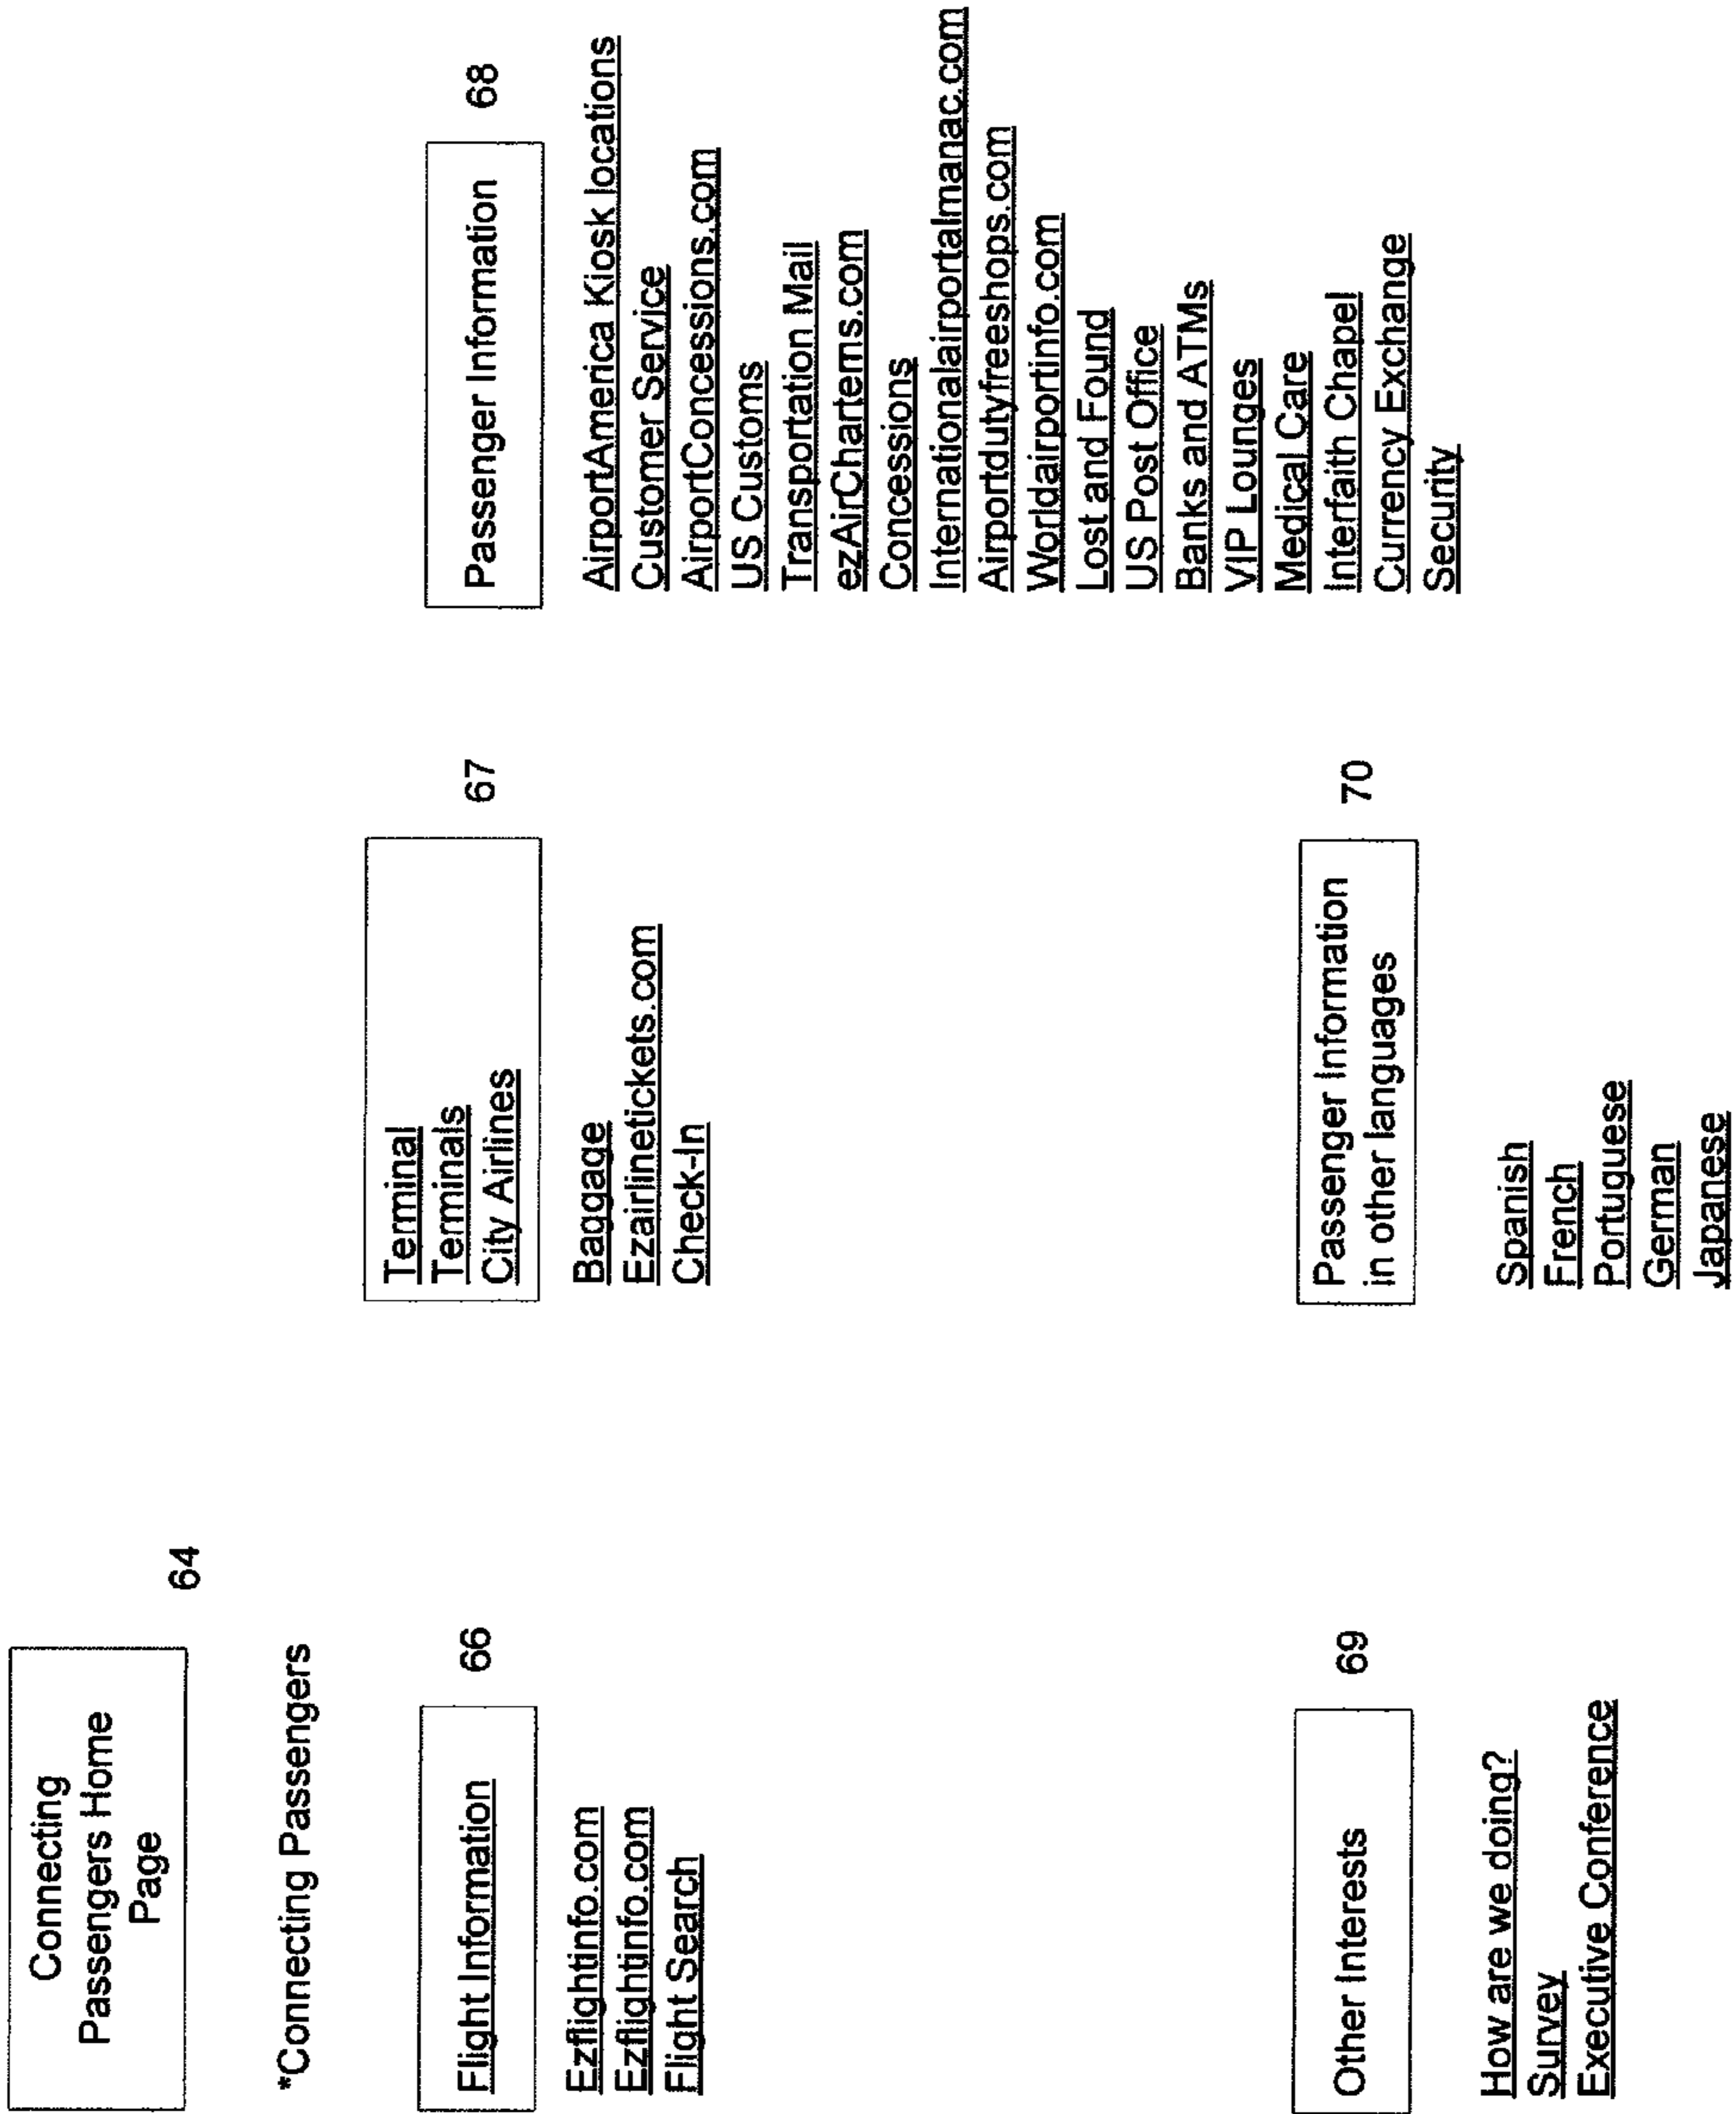 Connecting
Passengers Home
Page
64
*Connecting Passengers
Flight Information
66
Ezflightinfo.com
Ezflightinfo.com
Flight Search
Terminal
Terminals
City Airlines
67
Baggage
Ezairlinetickets.com
Check-In
Passenger Information
68
AirportAmerica Kiosk locations
Customer Service
AirportConcessions.com
US Customs
Transportation Mail
ezAirCharterns.com
Concessions
Internationalairportalmanac.com
Airportdutyfreeshops.com
Worldairportinfo.com
Lost and Found
US Post Office
Banks and ATMs
VIP Lounges
Medical Care
Interfaith Chapel
Currency Exchange
Security
Other Interests
69
How are we doing?
Survey
Executive Conference
Passenger Information
in other languages
70
Spanish
French
Portuguese
German
Japanese